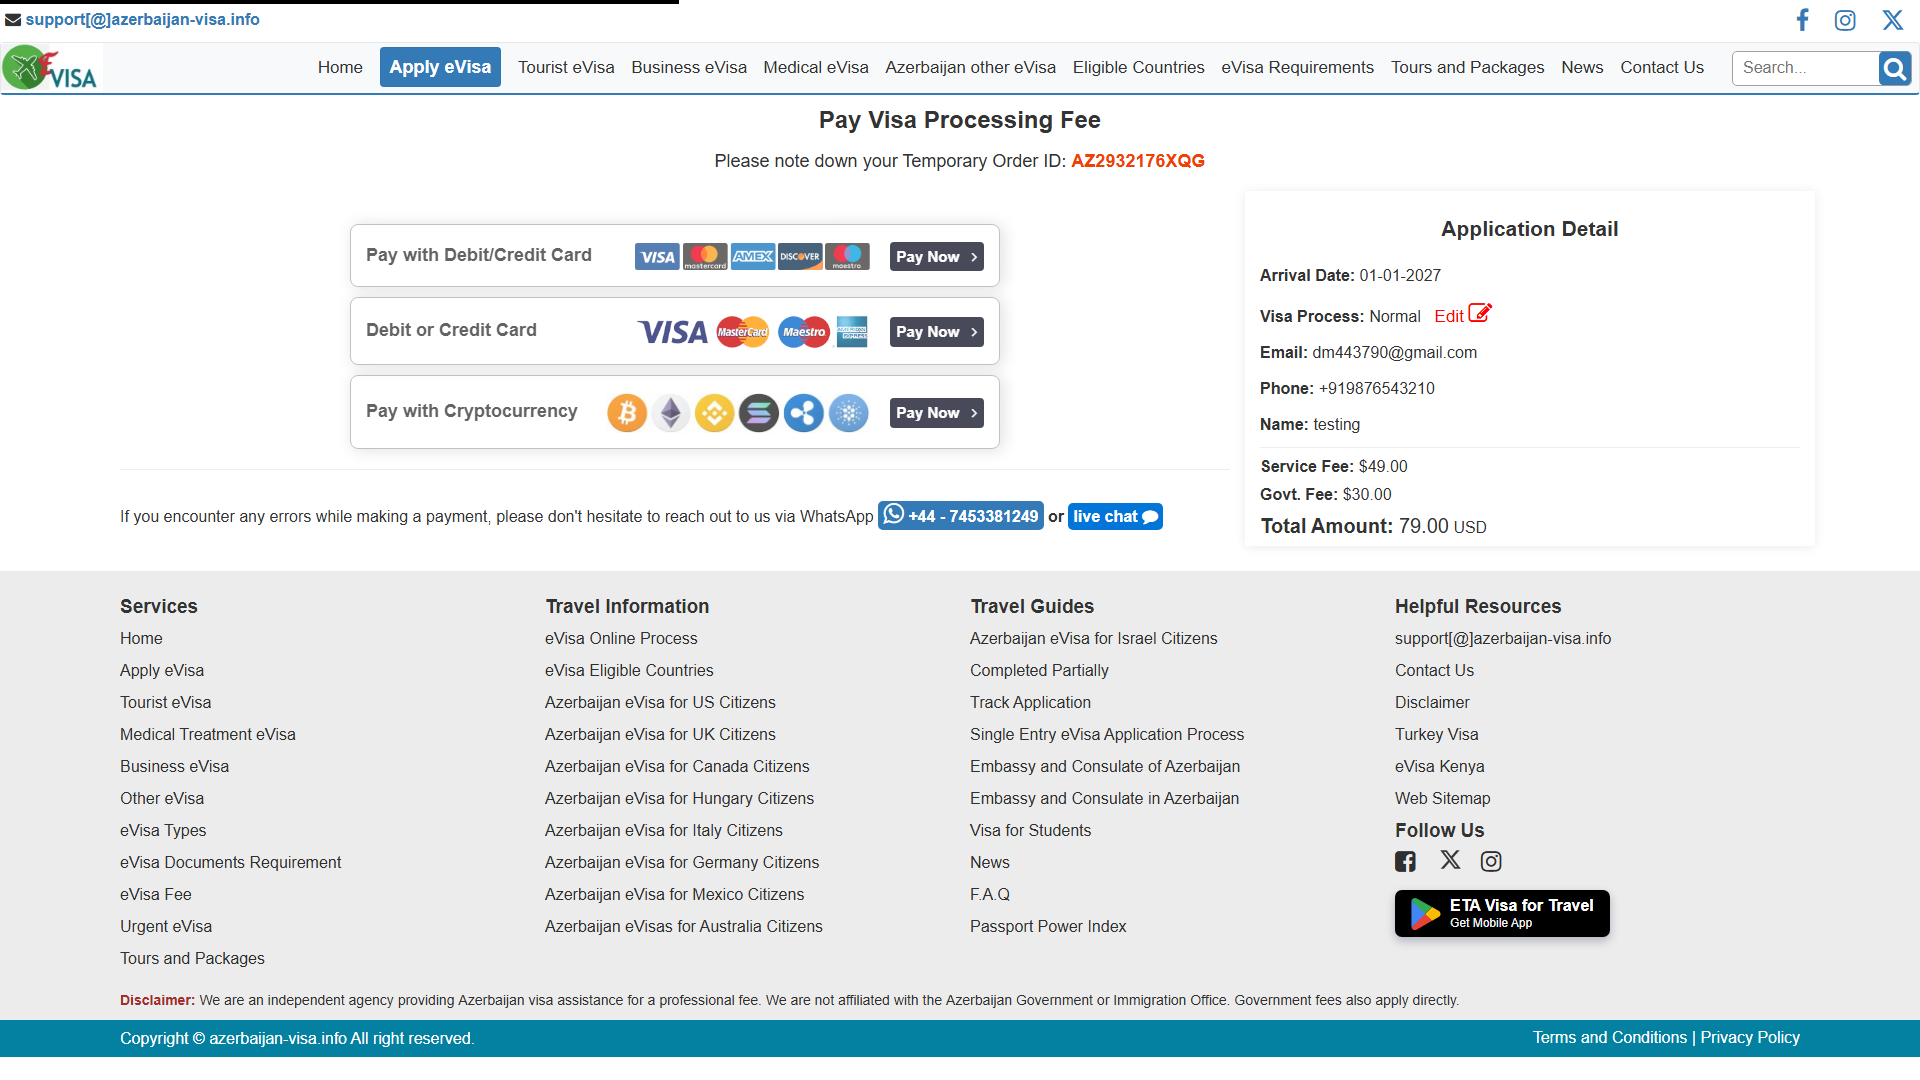 support[@]azerbaijan-visa.info
eVISA
Home Apply eVisa Tourist eVisa Business eVisa Medical eVisa Azerbaijan other eVisa Eligible Countries eVisa Requirements Tours and Packages News Contact Us Search...
Pay Visa Processing Fee
Please note down your Temporary Order ID: AZ2932176XQG
Pay with Debit/Credit Card VISA mastercard AMEX DISCOVER maestro Pay Now
Debit or Credit Card VISA MasterCard Maestro AMERICAN EXPRESS Pay Now
Pay with Cryptocurrency Pay Now
If you encounter any errors while making a payment, please don't hesitate to reach out to us via WhatsApp +44 - 7453381249 or live chat
Application Detail
Arrival Date: 01-01-2027
Visa Process: Normal Edit
Email: dm443790@gmail.com
Phone: +919876543210
Name: testing
Service Fee: $49.00
Govt. Fee: $30.00
Total Amount: 79.00 USD
Services
Home
Apply eVisa
Tourist eVisa
Medical Treatment eVisa
Business eVisa
Other eVisa
eVisa Types
eVisa Documents Requirement
eVisa Fee
Urgent eVisa
Tours and Packages
Travel Information
eVisa Online Process
eVisa Eligible Countries
Azerbaijan eVisa for US Citizens
Azerbaijan eVisa for UK Citizens
Azerbaijan eVisa for Canada Citizens
Azerbaijan eVisa for Hungary Citizens
Azerbaijan eVisa for Italy Citizens
Azerbaijan eVisa for Germany Citizens
Azerbaijan eVisa for Mexico Citizens
Azerbaijan eVisas for Australia Citizens
Travel Guides
Azerbaijan eVisa for Israel Citizens
Completed Partially
Track Application
Single Entry eVisa Application Process
Embassy and Consulate of Azerbaijan
Embassy and Consulate in Azerbaijan
Visa for Students
News
F.A.Q
Passport Power Index
Helpful Resources
support[@]azerbaijan-visa.info
Contact Us
Disclaimer
Turkey Visa
eVisa Kenya
Web Sitemap
Follow Us
ETA Visa for Travel
Get Mobile App
Disclaimer: We are an independent agency providing Azerbaijan visa assistance for a professional fee. We are not affiliated with the Azerbaijan Government or Immigration Office. Government fees also apply directly.
Copyright © azerbaijan-visa.info All right reserved.
Terms and Conditions | Privacy Policy